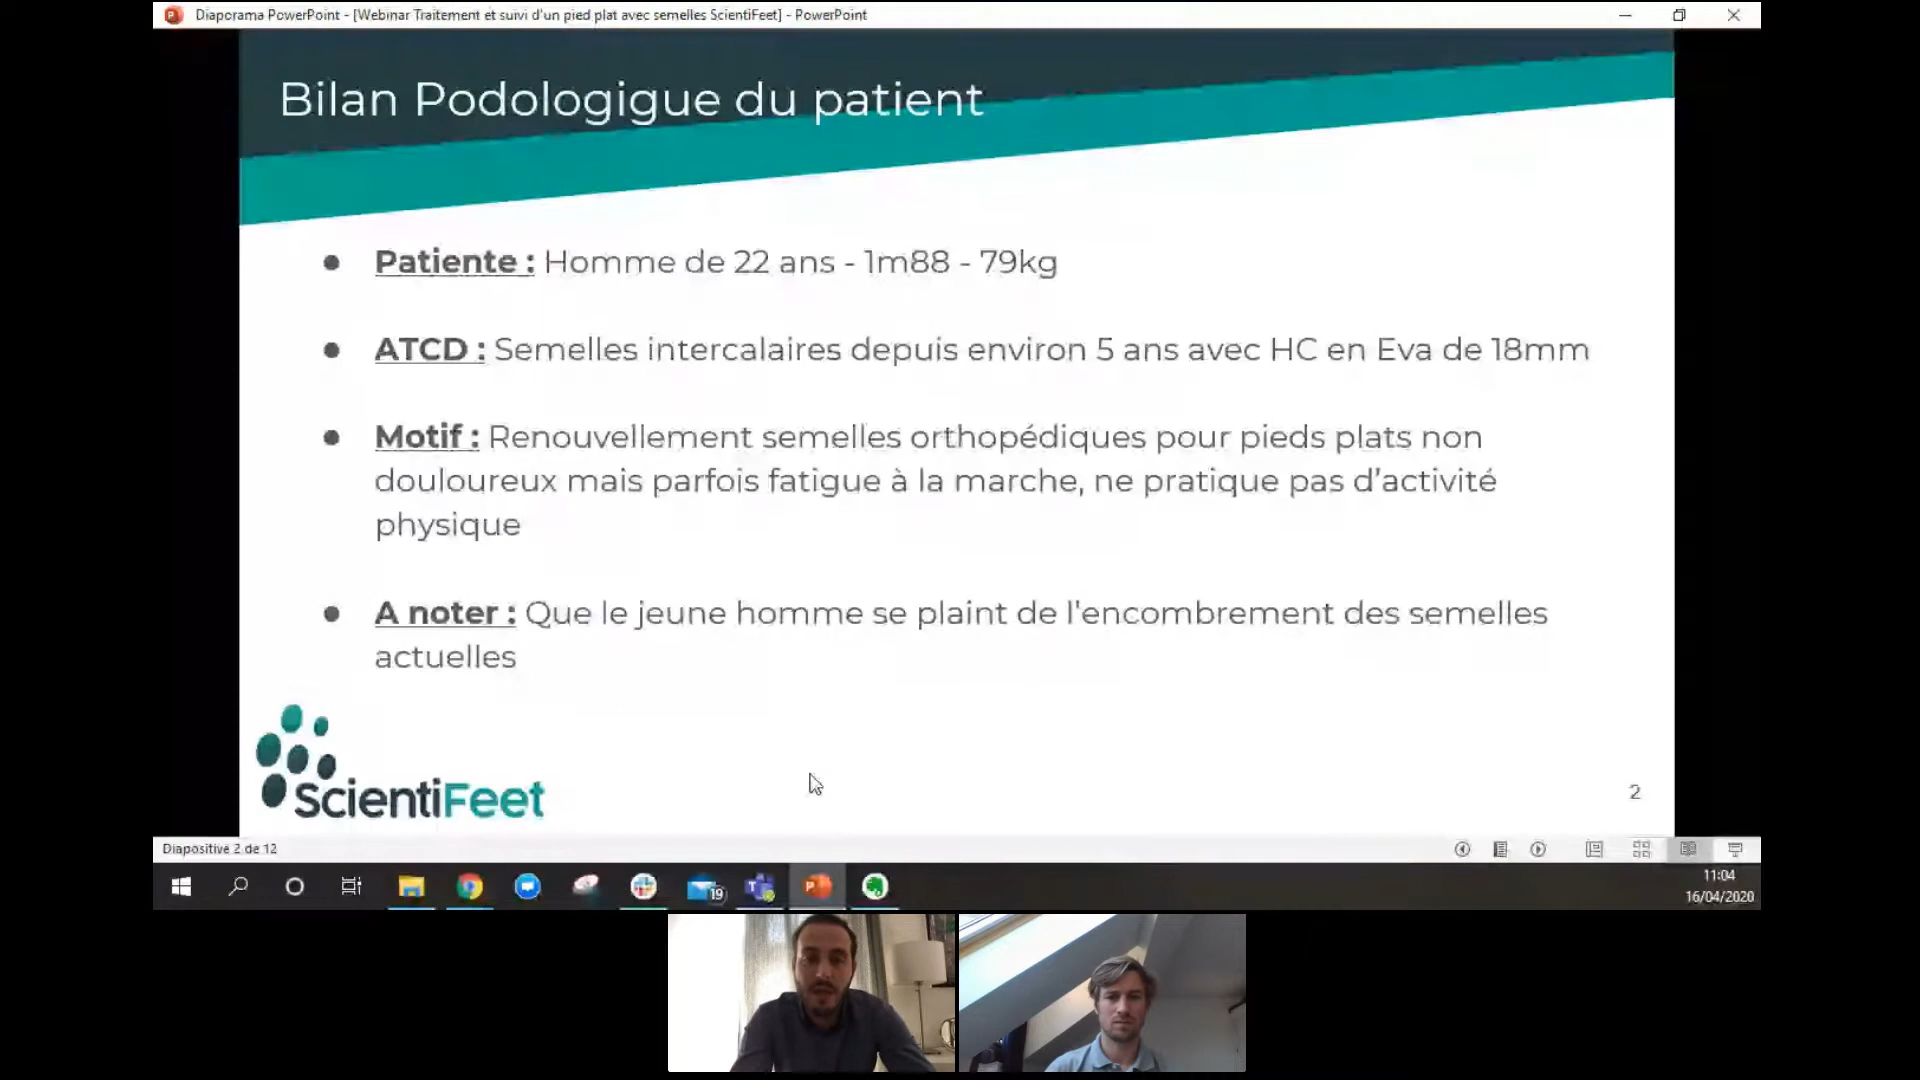 Diaporama PowerPoint - [Webinar Traitement et suivi d'un pied plat avec semelles ScientiFeet] - PowerPoint
Bilan Podologigue du patient
● Patiente : Homme de 22 ans - 1m88 - 79kg
● ATCD : Semelles intercalaires depuis environ 5 ans avec HC en Eva de 18mm
● Motif : Renouvellement semelles orthopédiques pour pieds plats non
douloureux mais parfois fatigue à la marche, ne pratique pas d'activité
physique
● A noter : Que le jeune homme se plaint de l'encombrement des semelles
actuelles
ScientiFeet
2
Diapositive 2 de 12
19
11:04
16/04/2020